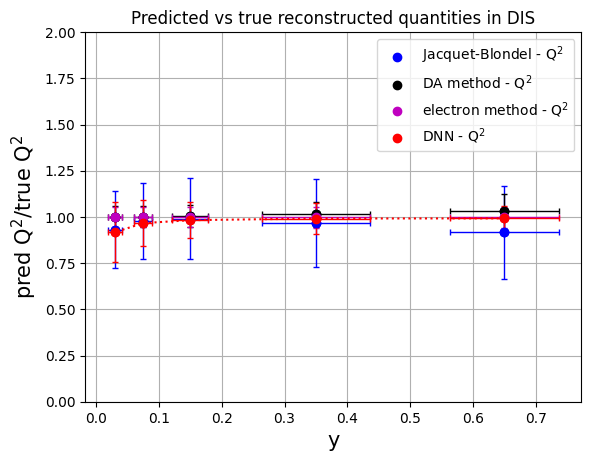 Predicted vs true reconstructed quantities in DIS
2.00
1.75
1.50
1.25
1.00
0.75
0.50
0.25
0.00
pred Q²/true Q²
Jacquet-Blondel - Q²
DA method - Q²
electron method - Q²
DNN - Q²
0.0 0.1 0.2 0.3 0.4 0.5 0.6 0.7
y